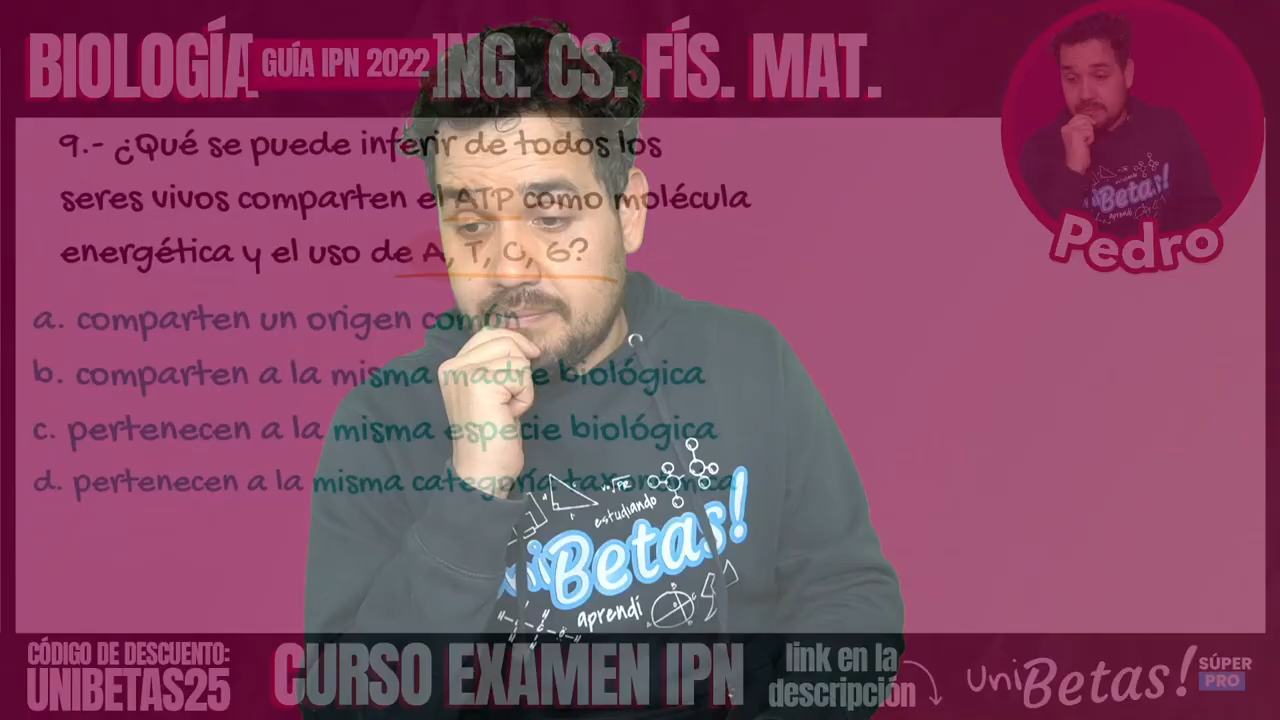 BIOLOGÍA GUÍA IPN 2022 ING. CS. FÍS. MAT.
9.- ¿Qué se puede inferir de todos los
seres vivos comparten el ATP como molécula
energética y el uso de A, T, C, G?
a. comparten un origen común
b. comparten a la misma madre biológica
c. pertenecen a la misma especie biológica
d. pertenecen a la misma categoría taxonómica
Betas!
Pedro
estudiando
uniBetas!
aprendí
CÓDIGO DE DESCUENTO:
UNIBETAS25
CURSO EXAMEN IPN
link en la
descripción
uniBetas! SÚPER
PRO